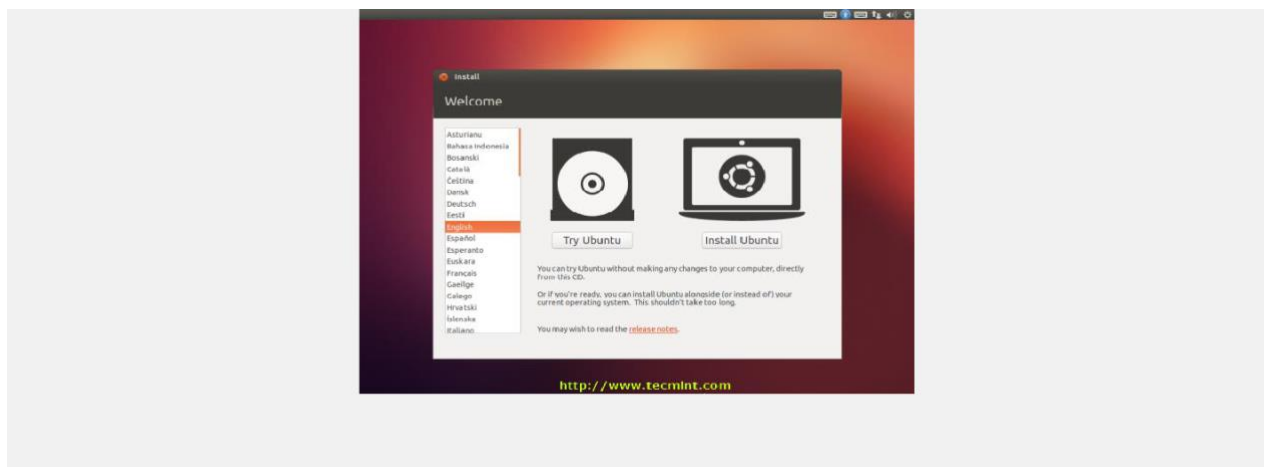 Install
Welcome
Asturianu
Bahasa Indonesia
Bosanski
Català
Čeština
Dansk
Deutsch
Eesti
English
Español
Esperanto
Euskara
Français
Gaeilge
Galego
Hrvatski
Íslenska
Italiano
Try Ubuntu
Install Ubuntu
You can try Ubuntu without making any changes to your computer, directly
from this CD.
Or if you're ready, you can install Ubuntu alongside (or instead of) your
current operating system. This shouldn't take too long.
You may wish to read the release notes.
http://www.tecmint.com